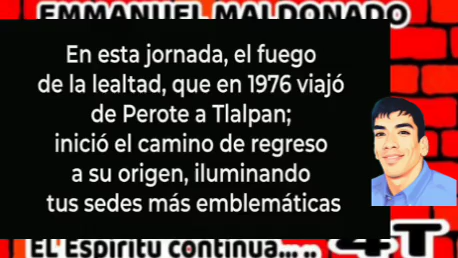 EMMANUEL MALDONADO
En esta jornada, el fuego
de la lealtad, que en 1976 viajó
de Perote a Tlalpan;
inició el camino de regreso
a su origen, iluminando
tus sedes más emblemáticas
EL Espíritu continua... .. 4T